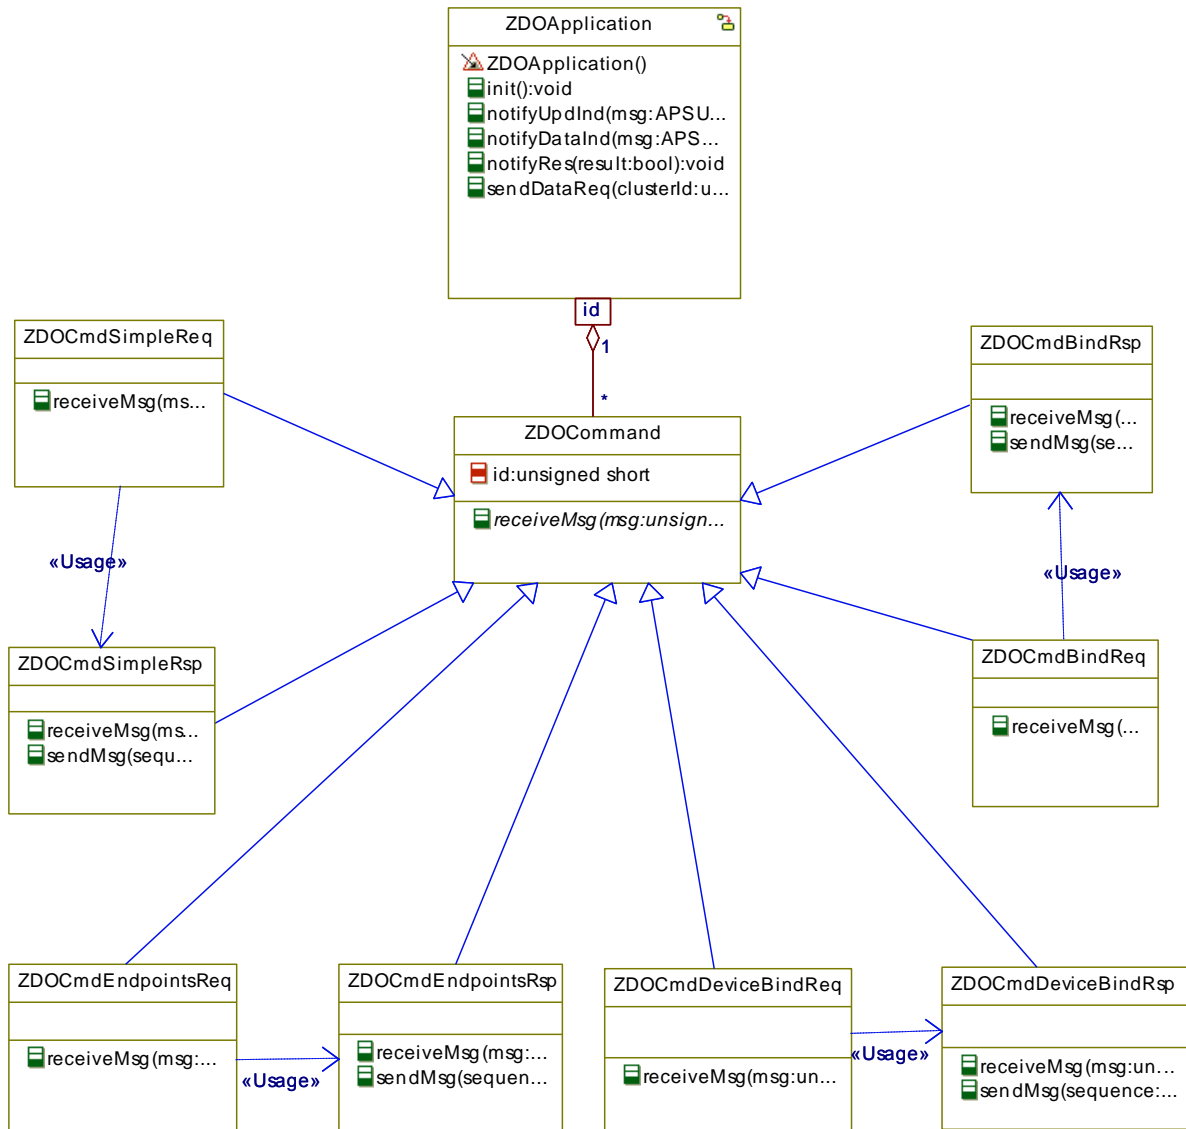 ZDOApplication
ZDOApplication()
init():void
notifyUpdInd(msg:APSU...
notifyDataInd(msg:APS...
notifyRes(result:bool):void
sendDataReq(clusterId:u...
id
1
*
ZDOCmdSimpleReq
receiveMsg(ms...
ZDOCmdBindRsp
receiveMsg(...
sendMsg(se...
ZDOCommand
id:unsigned short
receiveMsg(msg:unsign...
«Usage»
«Usage»
ZDOCmdSimpleRsp
receiveMsg(ms...
sendMsg(sequ...
ZDOCmdBindReq
receiveMsg(...
ZDOCmdEndpointsReq
receiveMsg(msg:...
«Usage»
ZDOCmdEndpointsRsp
receiveMsg(msg:...
sendMsg(sequen...
ZDOCmdDeviceBindReq
receiveMsg(msg:un...
«Usage»
ZDOCmdDeviceBindRsp
receiveMsg(msg:un...
sendMsg(sequence:...